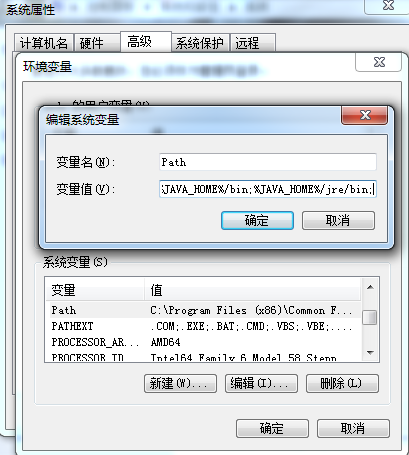 系统属性
计算机名 硬件 高级 系统保护 远程
环境变量
编辑系统变量
变量名(N): Path
变量值(V): %JAVA_HOME%/bin;%JAVA_HOME%/jre/bin;
确定 取消
系统变量(S)
变量 值
Path C:\Program Files (x86)\Common F...
PATHEXT .COM;.EXE;.BAT;.CMD;.VBS;.VBE;....
PROCESSOR_AR... AMD64
PROCESSOR_ID Intel64 Family 6 Model 58 Stepp
新建(W)... 编辑(I)... 删除(L)
确定 取消